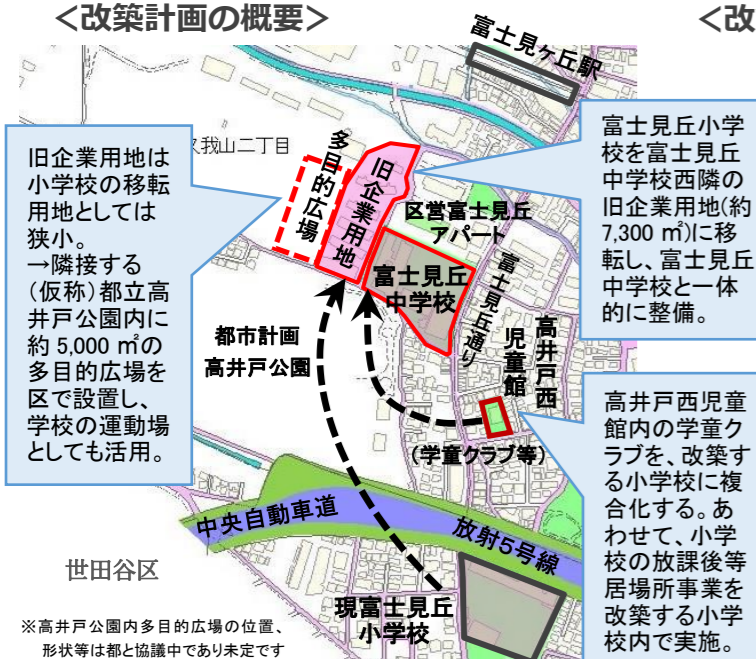 ＜改築計画の概要＞
＜改
富士見ヶ丘駅
旧企業用地は
小学校の移転
用地としては
狭小。
→隣接する
（仮称）都立高
井戸公園内に
約 5,000 ㎡の
多目的広場を
区で設置し、
学校の運動場
としても活用。
久我山二丁目
多目的広場
旧企業用地
区営富士見丘
アパート
富士見丘
中学校
富士見丘通り
都市計画
高井戸公園
高井戸西
児童館
（学童クラブ等）
富士見丘小学
校を富士見丘
中学校西隣の
旧企業用地(約
7,300 ㎡)に移
転し、富士見丘
中学校と一体
的に整備。
高井戸西児童
館内の学童ク
ラブを、改築す
る小学校に複
合化する。あ
わせて、小学
校の放課後等
居場所事業を
改築する小学
校内で実施。
中央自動車道
放射５号線
世田谷区
現富士見丘
小学校
※高井戸公園内多目的広場の位置、
形状等は都と協議中であり未定です